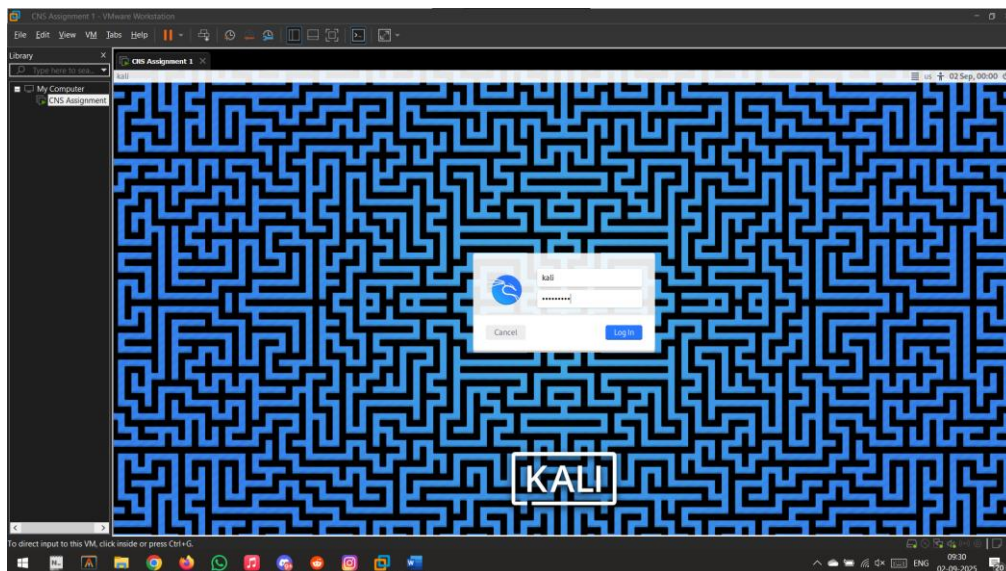 CNS Assignment 1 - VMware Workstation
File Edit View VM Tabs Help
Library
Type here to sea...
My Computer
CNS Assignment
CNS Assignment 1
kali
us
02 Sep, 00:00
kali
Cancel
Log In
KALI
To direct input to this VM, click inside or press Ctrl+G.
ENG
09:30
02-09-2025